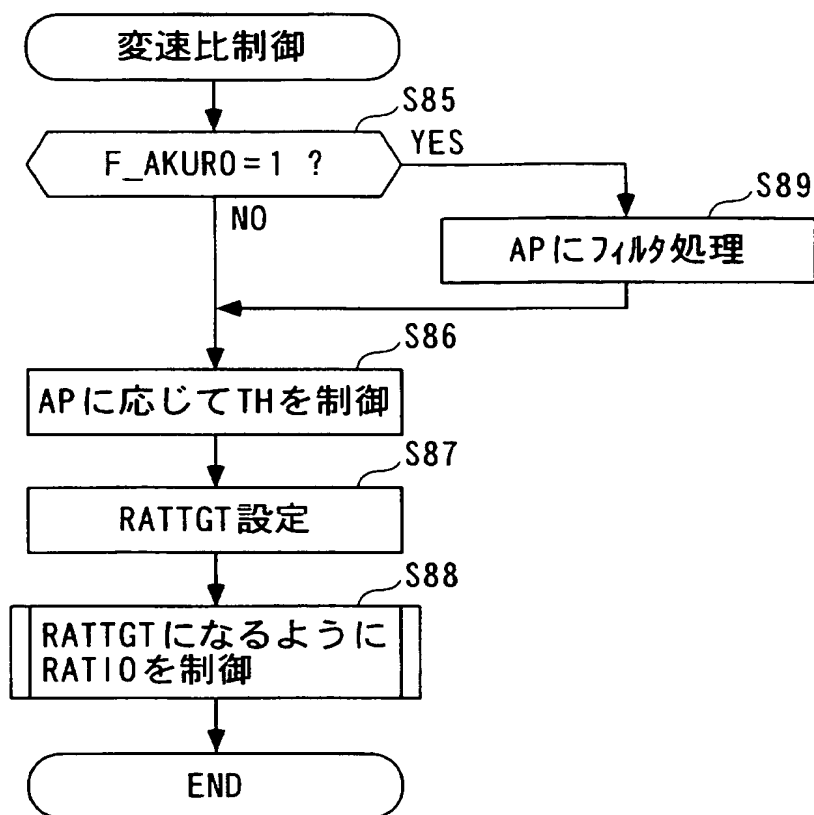 変速比制御
S85
F_AKURO=1 ?
YES
NO
S89
APにフィルタ処理
S86
APに応じてTHを制御
S87
RATTGT設定
S88
RATTGTになるように
RATIOを制御
END